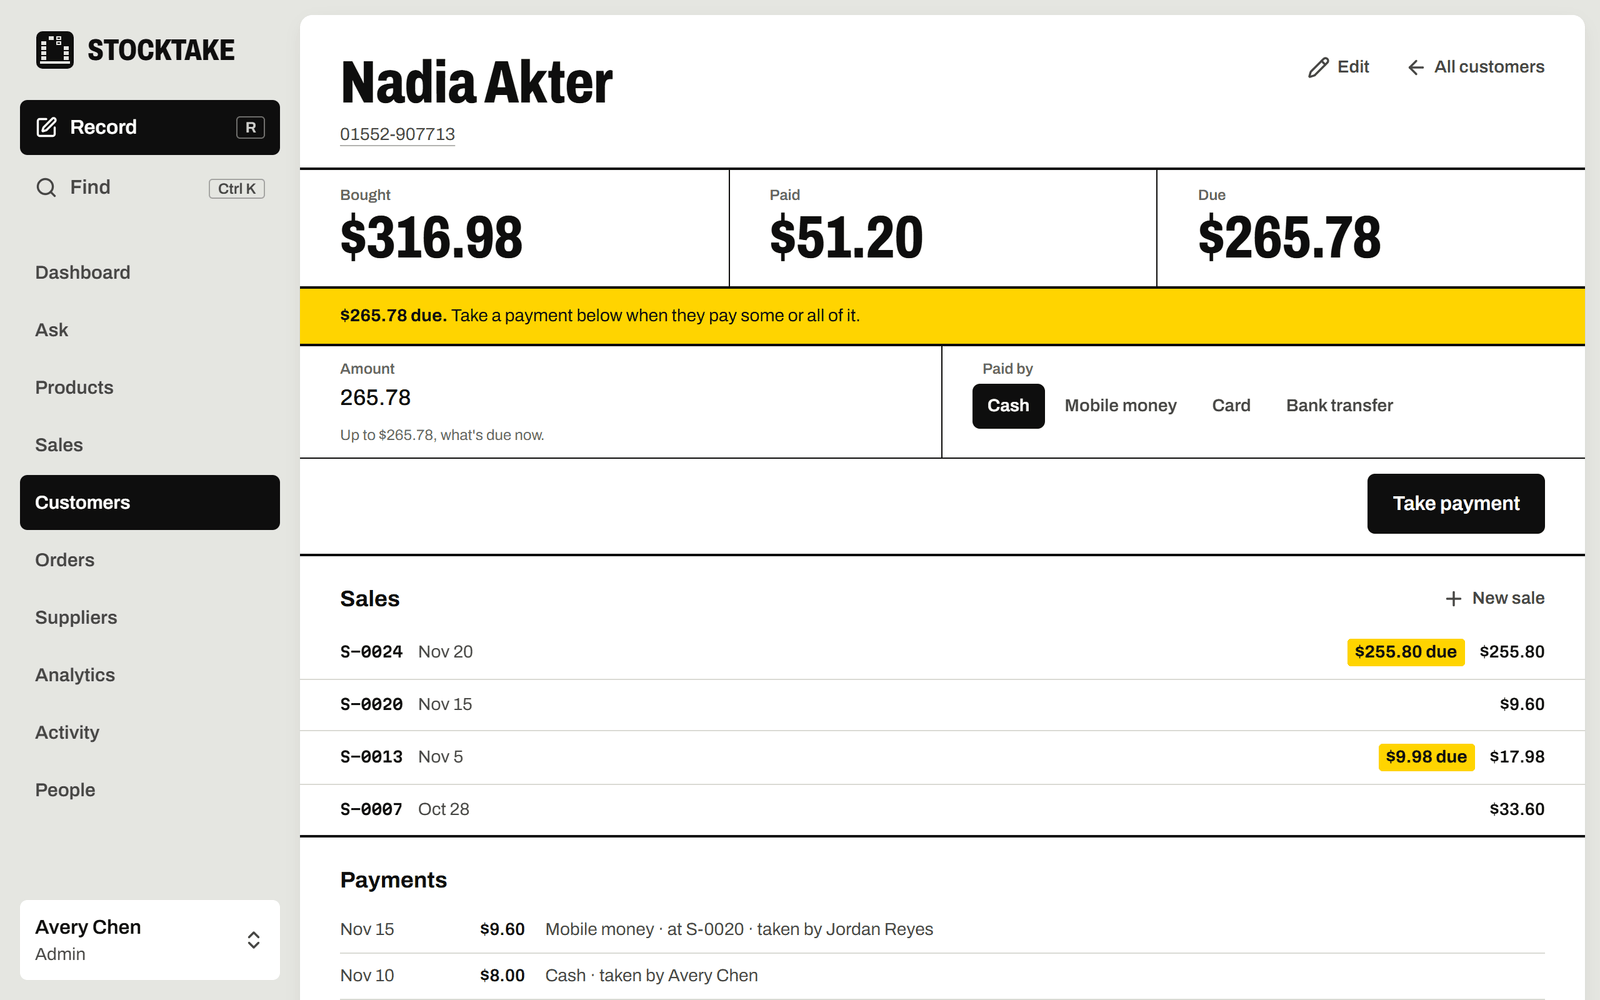 STOCKTAKE
Record R
Find Ctrl K
Dashboard
Ask
Products
Sales
Customers
Orders
Suppliers
Analytics
Activity
People
Avery Chen
Admin
Nadia Akter
Edit All customers
01552-907713
Bought Paid Due
$316.98 $51.20 $265.78
$265.78 due. Take a payment below when they pay some or all of it.
Amount Paid by
265.78 Cash Mobile money Card Bank transfer
Up to $265.78, what's due now.
Take payment
Sales New sale
S-0024 Nov 20 $255.80 due $255.80
S-0020 Nov 15 $9.60
S-0013 Nov 5 $9.98 due $17.98
S-0007 Oct 28 $33.60
Payments
Nov 15 $9.60 Mobile money · at S-0020 · taken by Jordan Reyes
Nov 10 $8.00 Cash · taken by Avery Chen